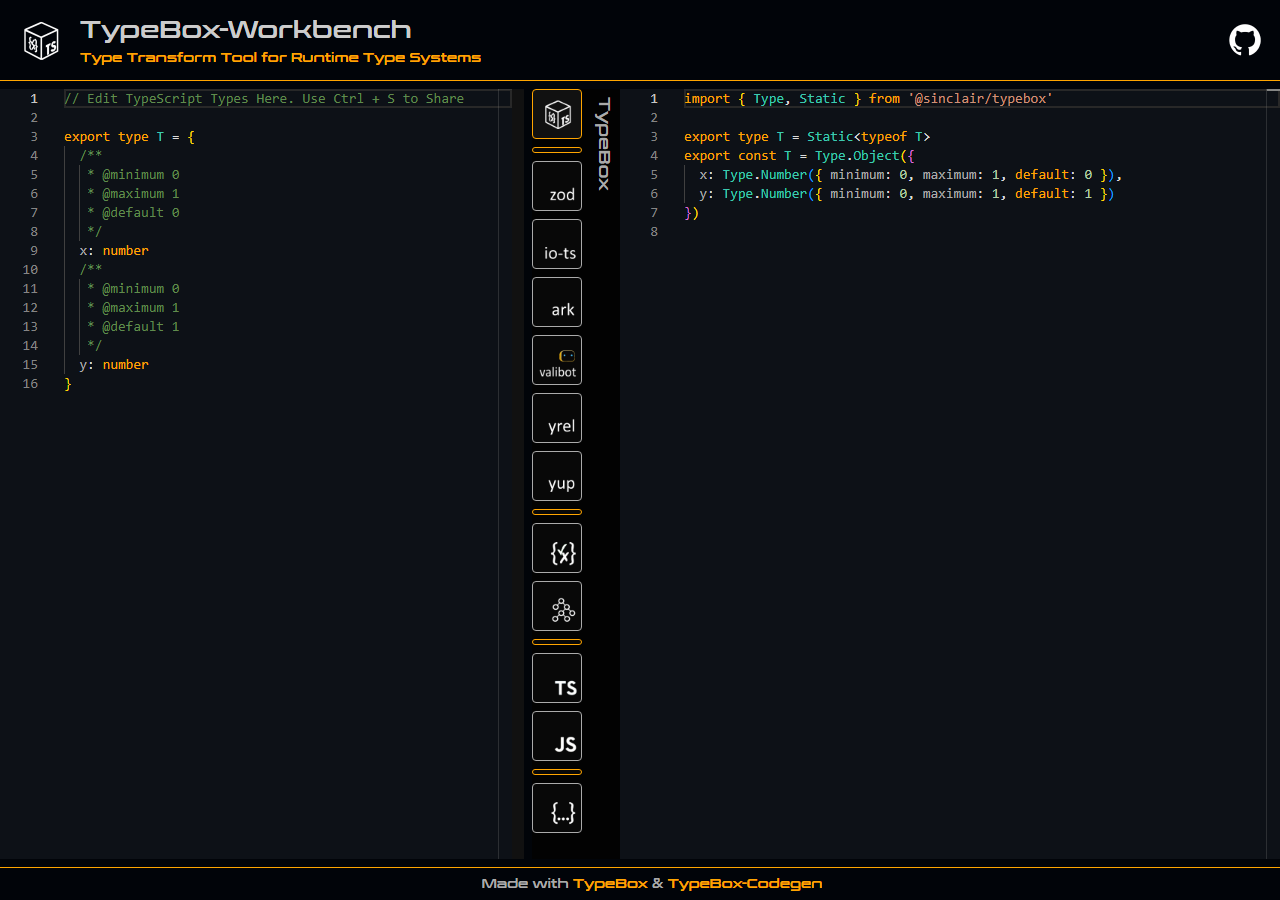 TypeBox-Workbench
Type Transform Tool for Runtime Type Systems
1 // Edit TypeScript Types Here. Use Ctrl + S to Share
2
3 export type T = {
4 /**
5 * @minimum 0
6 * @maximum 1
7 * @default 0
8 */
9 x: number
10 /**
11 * @minimum 0
12 * @maximum 1
13 * @default 1
14 */
15 y: number
16 }
TS
TypeBox
zod
io-ts
ark
valibot
yrel
yup
TS
JS
{...}
1 import { Type, Static } from '@sinclair/typebox'
2
3 export type T = Static<typeof T>
4 export const T = Type.Object({
5 x: Type.Number({ minimum: 0, maximum: 1, default: 0 }),
6 y: Type.Number({ minimum: 0, maximum: 1, default: 1 })
7 })
8
Made with TypeBox & TypeBox-Codegen